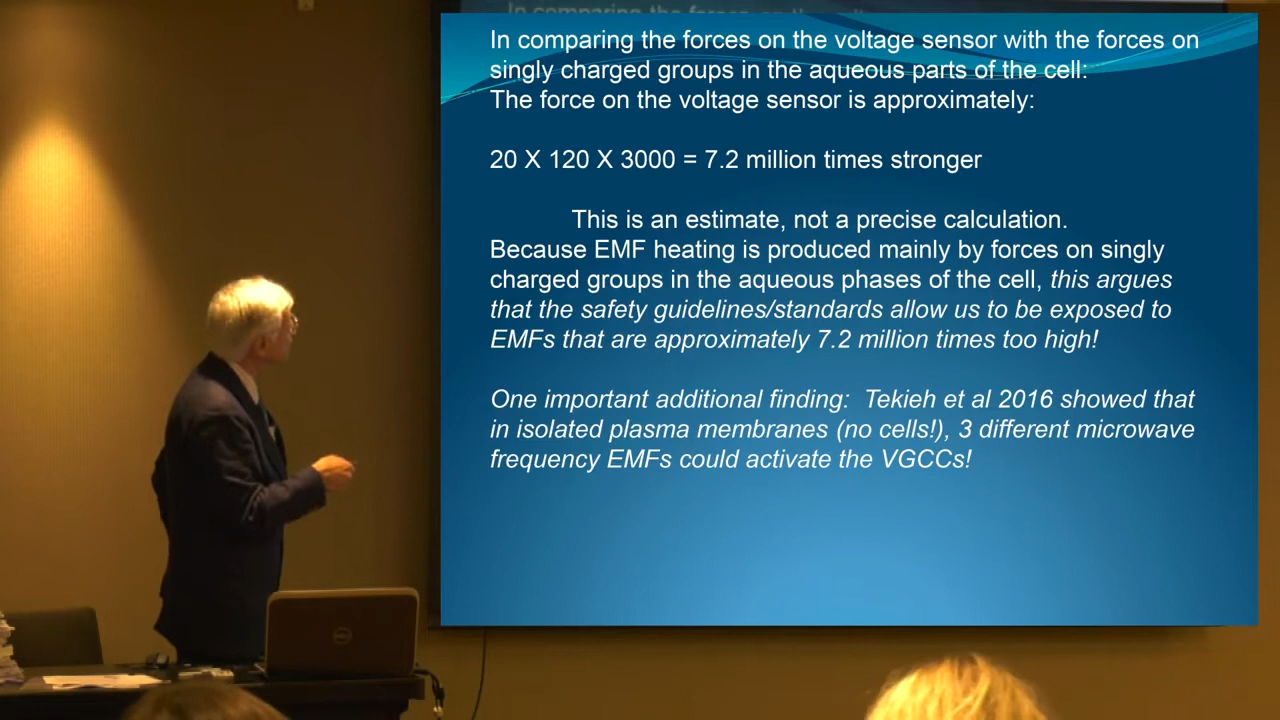 In comparing the forces on the voltage sensor with the forces on
singly charged groups in the aqueous parts of the cell:
The force on the voltage sensor is approximately:
20 X 120 X 3000 = 7.2 million times stronger
This is an estimate, not a precise calculation.
Because EMF heating is produced mainly by forces on singly
charged groups in the aqueous phases of the cell, this argues
that the safety guidelines/standards allow us to be exposed to
EMFs that are approximately 7.2 million times too high!
One important additional finding:  Tekieh et al 2016 showed that
in isolated plasma membranes (no cells!), 3 different microwave
frequency EMFs could activate the VGCCs!
DELL